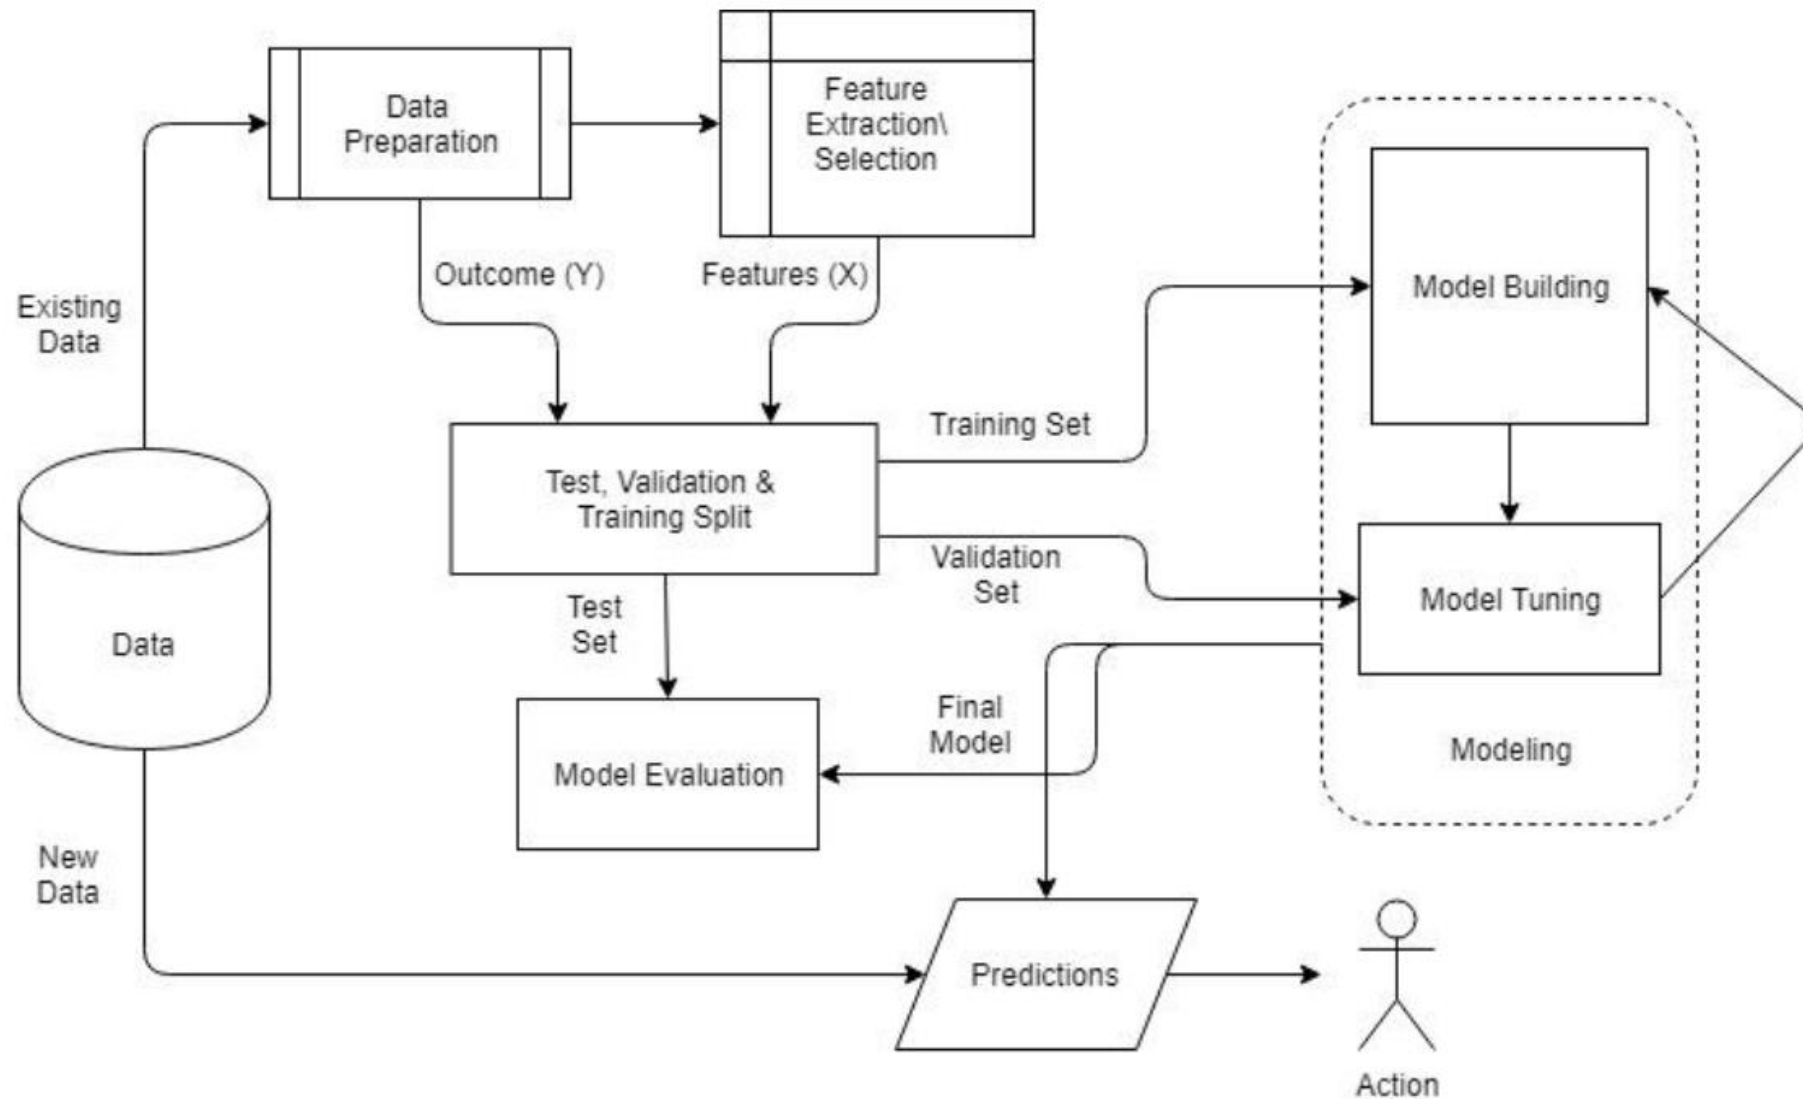 Data
Preparation
Feature
Extraction\
Selection
Outcome (Y)
Features (X)
Existing
Data
Model Building
Training Set
Test, Validation &
Training Split
Validation
Set
Test
Set
Model Tuning
Data
Final
Model
Modeling
Model Evaluation
New
Data
Predictions
Action